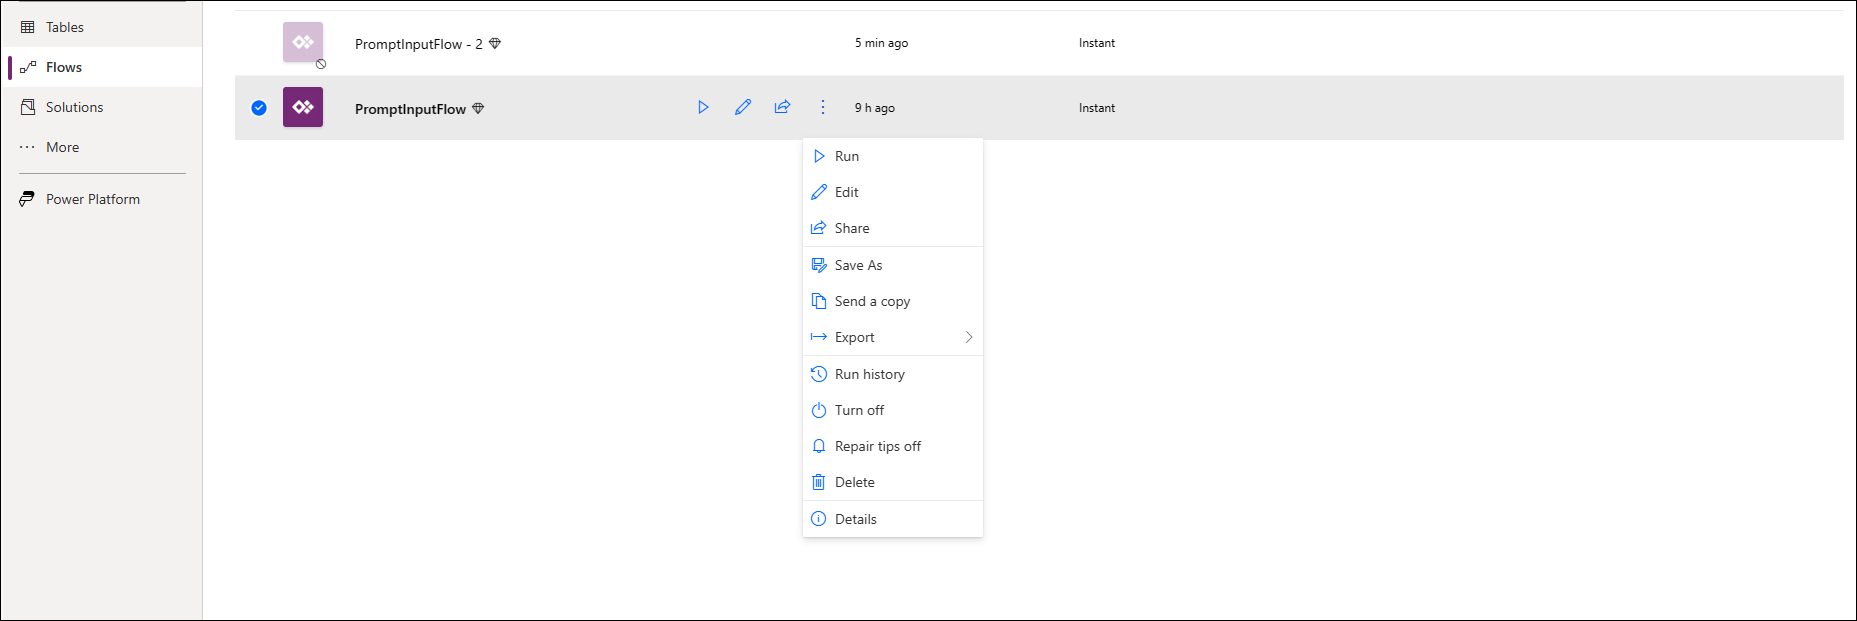 Tables
Flows
Solutions
More
Power Platform
PromptInputFlow - 2 5 min ago Instant
PromptInputFlow 9 h ago Instant
Run
Edit
Share
Save As
Send a copy
Export
Run history
Turn off
Repair tips off
Delete
Details